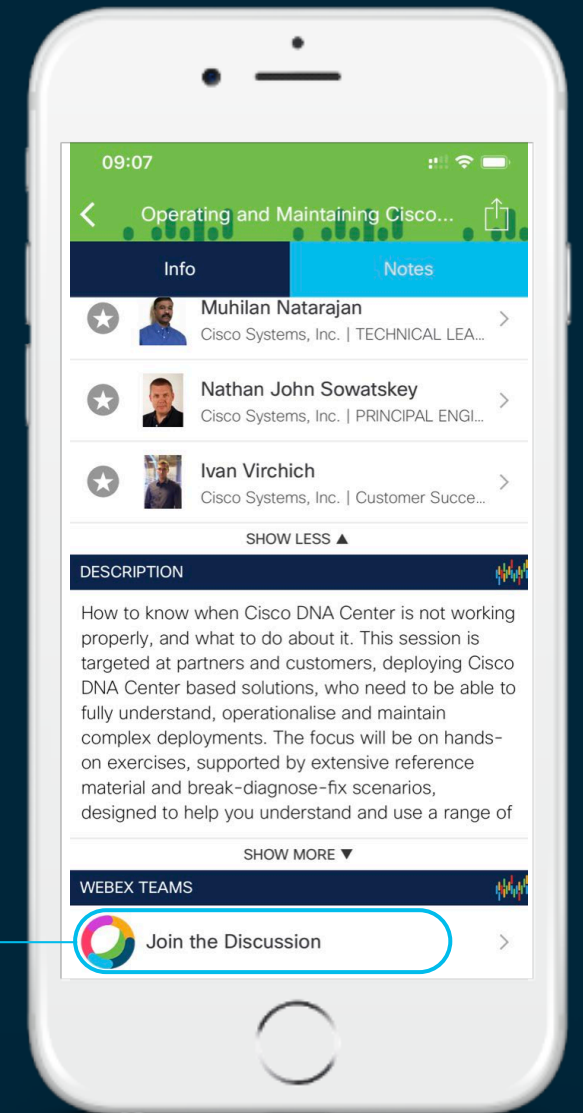 09:07
Operating and Maintaining Cisco...
Info
Notes
Muhilan Natarajan
Cisco Systems, Inc. | TECHNICAL LEA...
Nathan John Sowatskey
Cisco Systems, Inc. | PRINCIPAL ENGI...
Ivan Virchich
Cisco Systems, Inc. | Customer Succe...
SHOW LESS ▲
DESCRIPTION
How to know when Cisco DNA Center is not working
properly, and what to do about it. This session is
targeted at partners and customers, deploying Cisco
DNA Center based solutions, who need to be able to
fully understand, operationalise and maintain
complex deployments. The focus will be on hands-
on exercises, supported by extensive reference
material and break-diagnose-fix scenarios,
designed to help you understand and use a range of
SHOW MORE ▼
WEBEX TEAMS
Join the Discussion